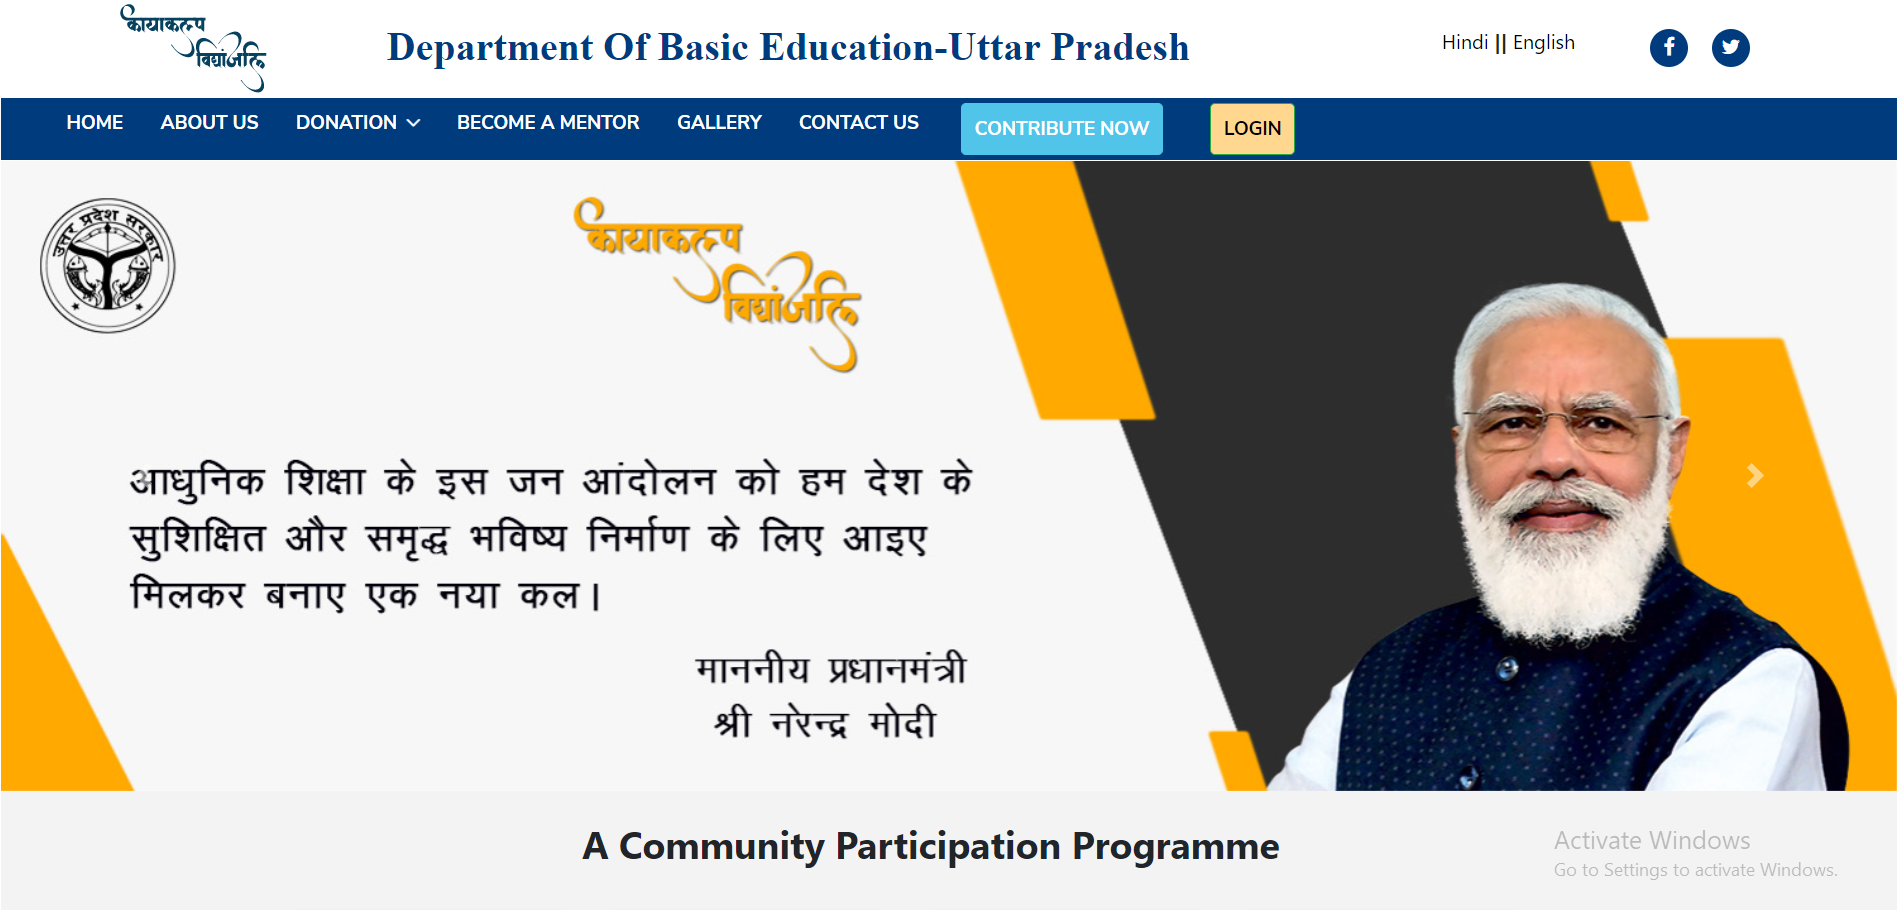 कायाकल्प
विद्यांजलि
Department Of Basic Education-Uttar Pradesh
Hindi || English
HOME ABOUT US DONATION BECOME A MENTOR GALLERY CONTACT US CONTRIBUTE NOW LOGIN
उत्तर प्रदेश सरकार
कायाकल्प
विद्यांजलि
आधुनिक शिक्षा के इस जन आंदोलन को हम देश के
सुशिक्षित और समृद्ध भविष्य निर्माण के लिए आइए
मिलकर बनाए एक नया कल।
माननीय प्रधानमंत्री
श्री नरेन्द्र मोदी
A Community Participation Programme
Activate Windows
Go to Settings to activate Windows.